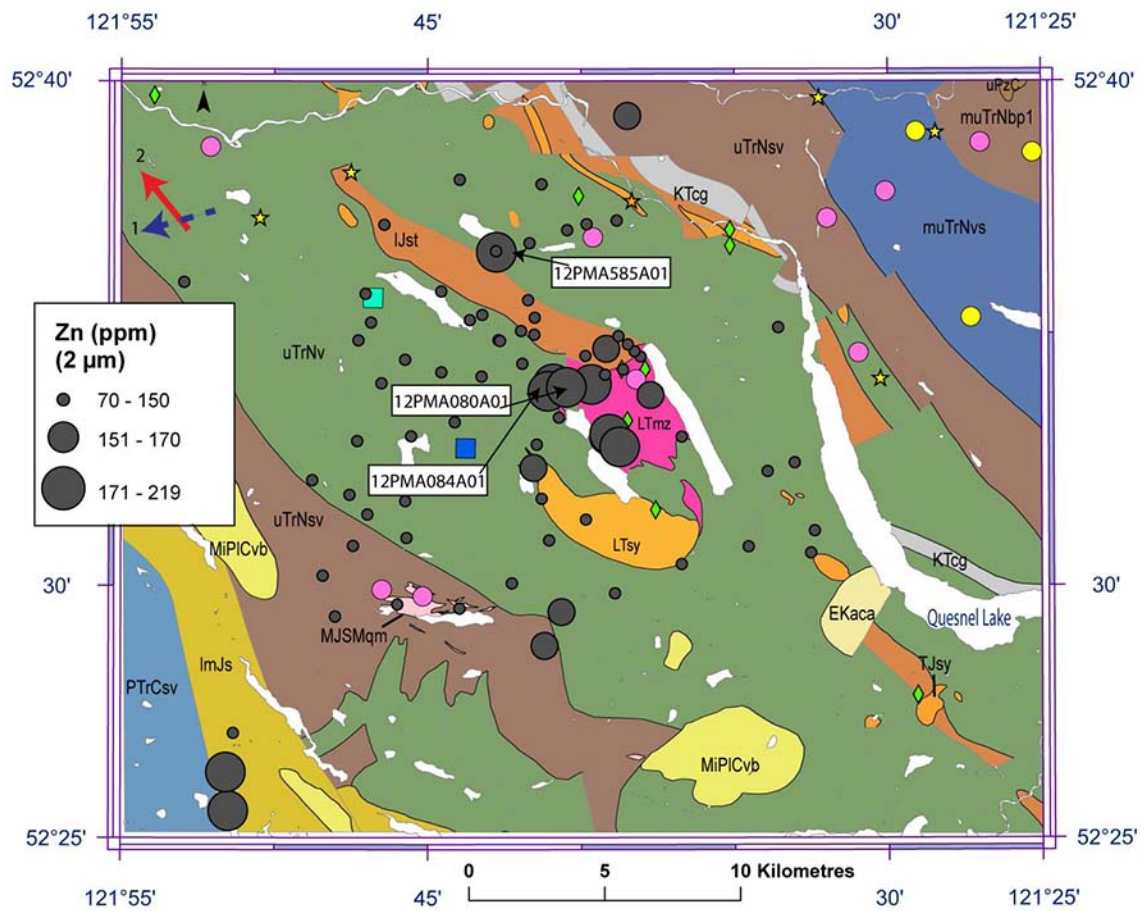 121°55' 45' 30' 121°25'
52°40' 52°40'
uPzC
muTrNbp1
uTrNsv
2
KTcg
1
muTrNvs
lJst
12PMA585A01
Zn (ppm)
(2 µm)
70 - 150
151 - 170
171 - 219
uTrNv
12PMA080A01
LTmz
12PMA084A01
uTrNsv
MiPlCvb
LTsy
KTcg
30' 30'
EKaca
Quesnel Lake
MJSMqm
lmJs
TJsy
PTrCsv
MiPlCvb
52°25' 52°25'
0 5 10 Kilometres
121°55' 45' 30' 121°25'